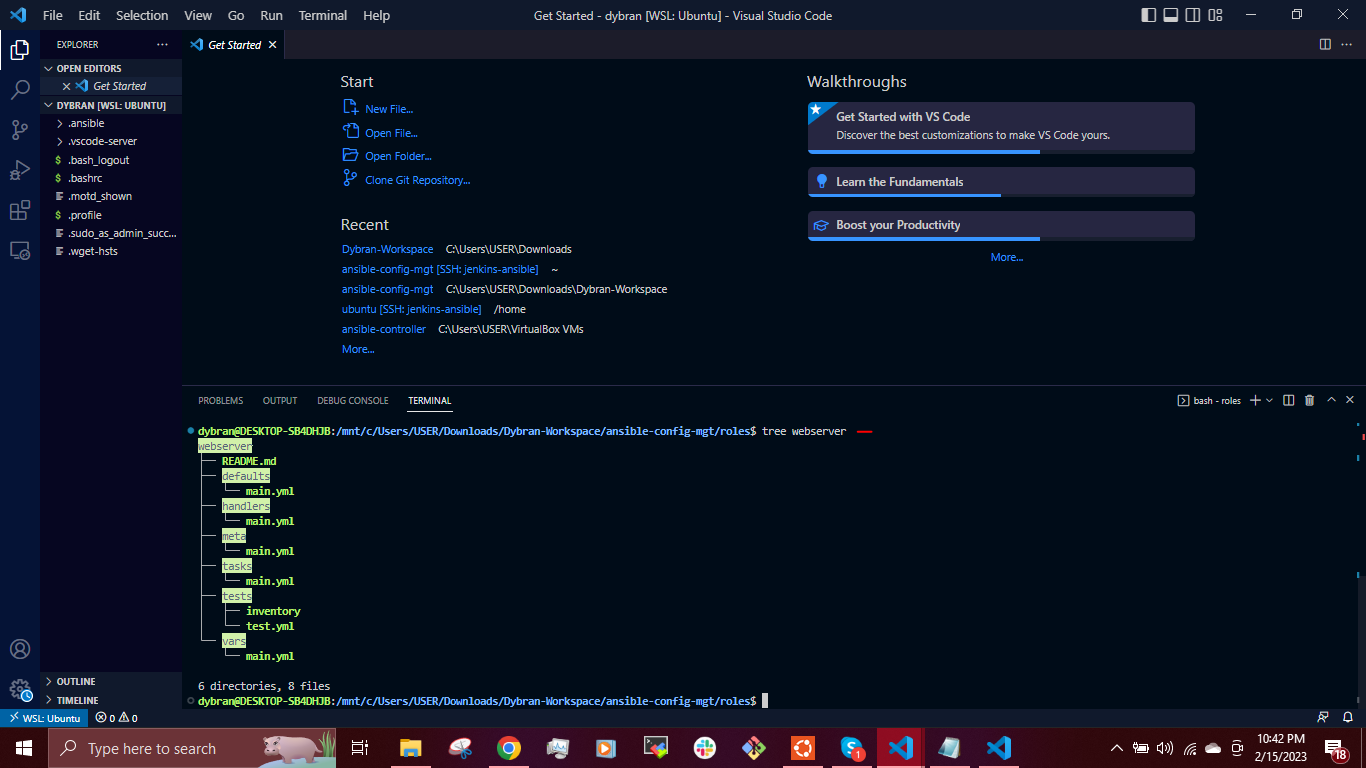 File Edit Selection View Go Run Terminal Help
Get Started - dybran [WSL: Ubuntu] - Visual Studio Code
EXPLORER
OPEN EDITORS
Get Started
DYBRAN [WSL: UBUNTU]
.ansible
.vscode-server
$ .bash_logout
$ .bashrc
.motd_shown
$ .profile
.sudo_as_admin_succ...
.wget-hsts
OUTLINE
TIMELINE
Get Started
Start
New File...
Open File...
Open Folder...
Clone Git Repository...
Recent
Dybran-Workspace C:\Users\USER\Downloads
ansible-config-mgt [SSH: jenkins-ansible] ~
ansible-config-mgt C:\Users\USER\Downloads\Dybran-Workspace
ubuntu [SSH: jenkins-ansible] /home
ansible-controller C:\Users\USER\VirtualBox VMs
More...
Walkthroughs
Get Started with VS Code
Discover the best customizations to make VS Code yours.
Learn the Fundamentals
Boost your Productivity
More...
PROBLEMS OUTPUT DEBUG CONSOLE TERMINAL
bash - roles
dybran@DESKTOP-SB4DHJB:/mnt/c/Users/USER/Downloads/Dybran-Workspace/ansible-config-mgt/roles$ tree webserver
webserver
├── README.md
├── defaults
│   └── main.yml
├── handlers
│   └── main.yml
├── meta
│   └── main.yml
├── tasks
│   └── main.yml
├── tests
│   ├── inventory
│   └── test.yml
└── vars
    └── main.yml
6 directories, 8 files
dybran@DESKTOP-SB4DHJB:/mnt/c/Users/USER/Downloads/Dybran-Workspace/ansible-config-mgt/roles$
WSL: Ubuntu 0 0
Type here to search
1
10:42 PM
2/15/2023
18